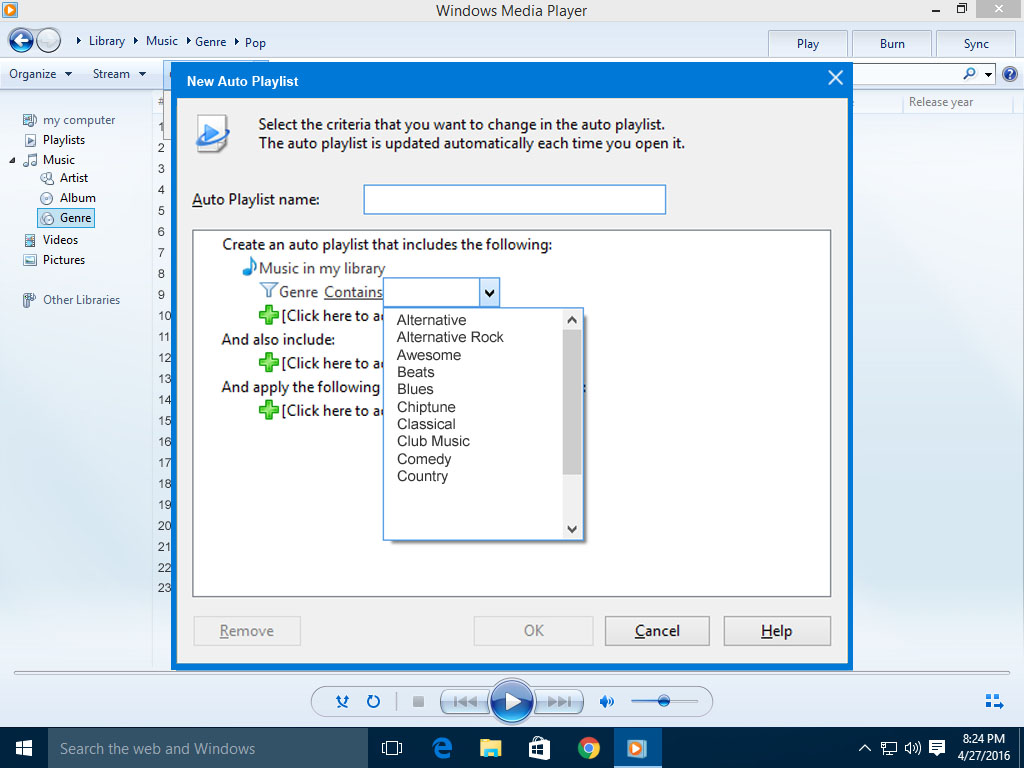 Windows Media Player
Library Music Genre Pop
Play Burn Sync
Organize Stream
New Auto Playlist
Release year
Select the criteria that you want to change in the auto playlist.
The auto playlist is updated automatically each time you open it.
my computer
Playlists
Music
Artist
Album
Genre
Videos
Pictures
Other Libraries
#
1
2
3
4
5
6
7
8
9
10
11
12
13
14
15
16
17
18
19
20
21
22
23
Auto Playlist name:
Create an auto playlist that includes the following:
Music in my library
Genre Contains
[Click here to a
And also include:
[Click here to a
And apply the following
[Click here to a
Alternative
Alternative Rock
Awesome
Beats
Blues
Chiptune
Classical
Club Music
Comedy
Country
Remove OK Cancel Help
Search the web and Windows
8:24 PM
4/27/2016